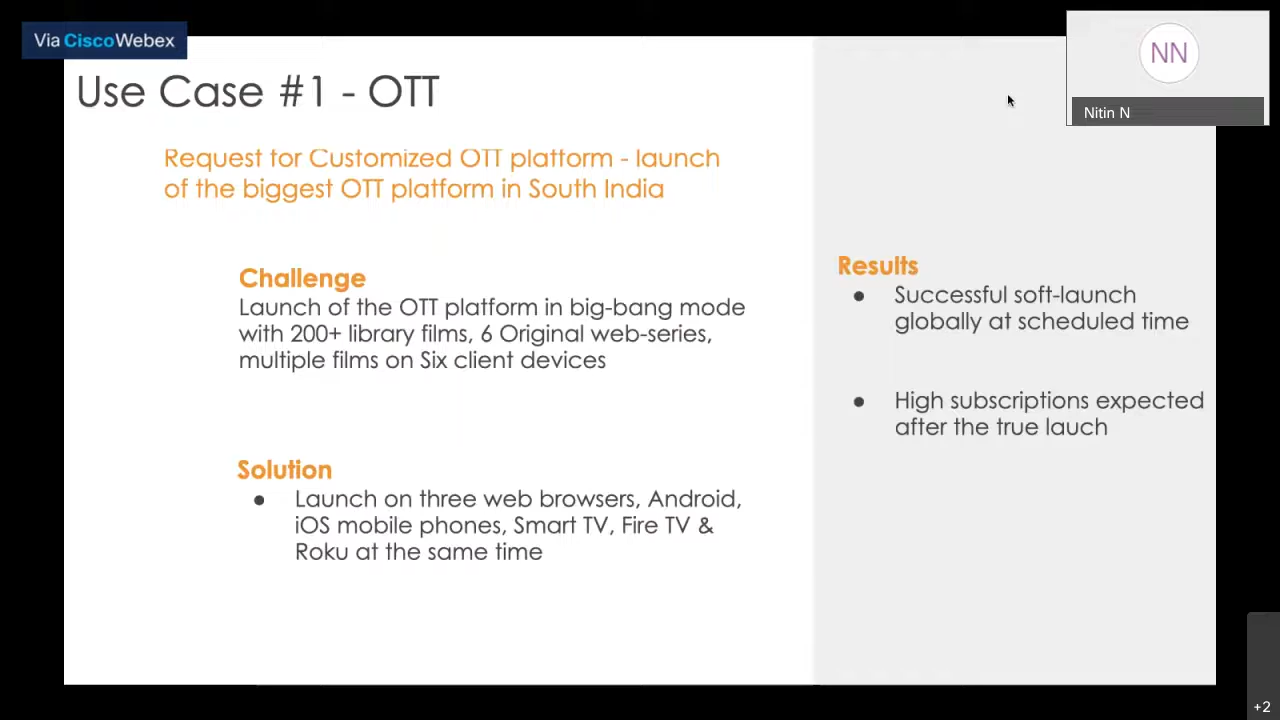 Via Cisco Webex
NN
Nitin N
Use Case #1 - OTT
Request for Customized OTT platform - launch
of the biggest OTT platform in South India
Challenge
Launch of the OTT platform in big-bang mode
with 200+ library films, 6 Original web-series,
multiple films on Six client devices
Solution
● Launch on three web browsers, Android,
iOS mobile phones, Smart TV, Fire TV &
Roku at the same time
Results
● Successful soft-launch
globally at scheduled time
● High subscriptions expected
after the true lauch
+2